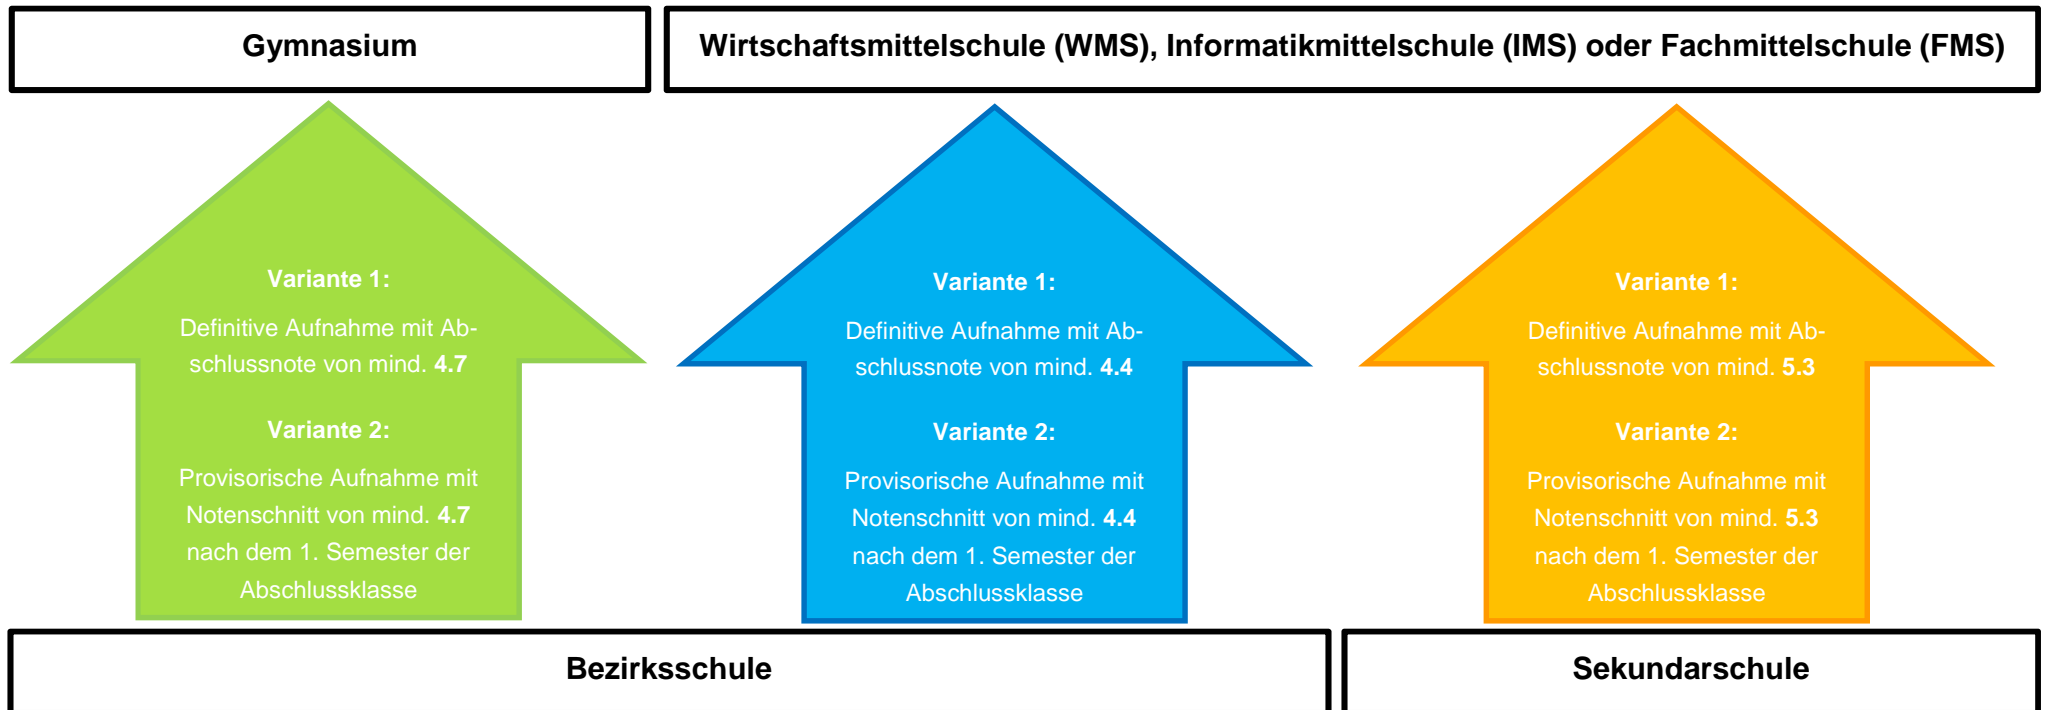 Gymnasium
Wirtschaftsmittelschule (WMS), Informatikmittelschule (IMS) oder Fachmittelschule (FMS)
Variante 1:
Definitive Aufnahme mit Ab-
schlussnote von mind. 4.7
Variante 2:
Provisorische Aufnahme mit
Notenschnitt von mind. 4.7
nach dem 1. Semester der
Abschlussklasse
Variante 1:
Definitive Aufnahme mit Ab-
schlussnote von mind. 4.4
Variante 2:
Provisorische Aufnahme mit
Notenschnitt von mind. 4.4
nach dem 1. Semester der
Abschlussklasse
Variante 1:
Definitive Aufnahme mit Ab-
schlussnote von mind. 5.3
Variante 2:
Provisorische Aufnahme mit
Notenschnitt von mind. 5.3
nach dem 1. Semester der
Abschlussklasse
Bezirksschule
Sekundarschule